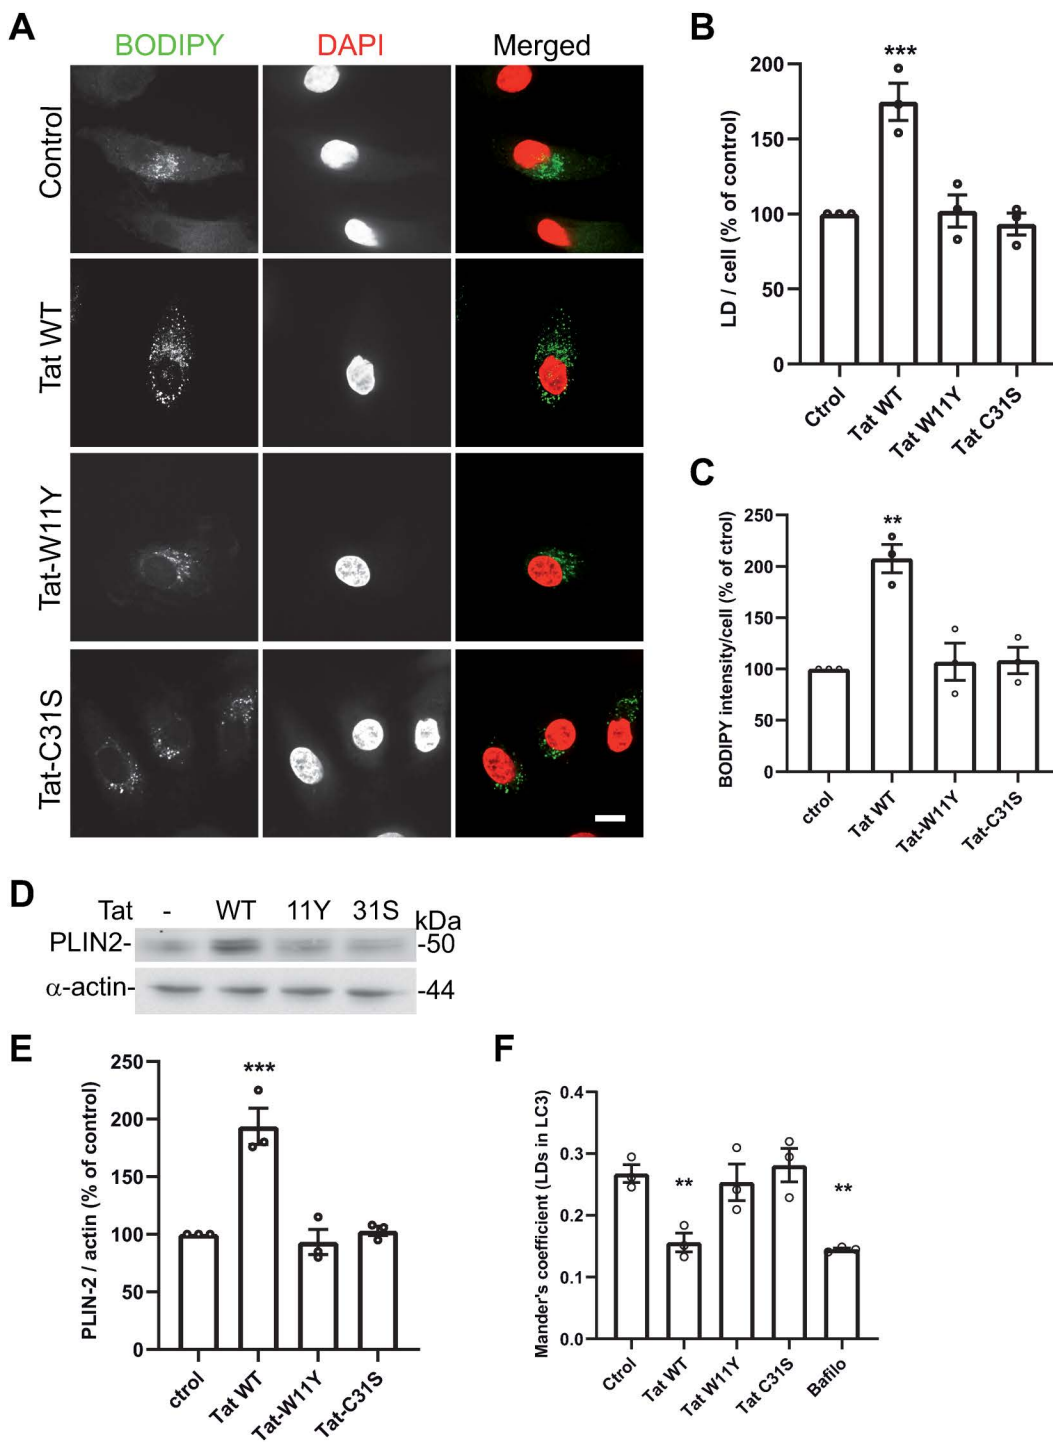 A
BODIPY
DAPI
Merged
Control
Tat WT
Tat-W11Y
Tat-C31S
B
LD / cell (% of control)
200
150
100
50
0
***
Ctrol
Tat WT
Tat W11Y
Tat C31S
C
BODIPY intensity/cell (% of ctrol)
250
200
150
100
50
0
**
ctrol
Tat WT
Tat-W11Y
Tat-C31S
D
Tat - WT 11Y 31S kDa
PLIN2- -50
α-actin- -44
E
PLIN-2 / actin (% of control)
250
200
150
100
50
0
***
ctrol
Tat WT
Tat-W11Y
Tat-C31S
F
Mander's coefficient (LDs in LC3)
0.4
0.3
0.2
0.1
0.0
**
**
Ctrol
Tat WT
Tat W11Y
Tat C31S
Bafilo